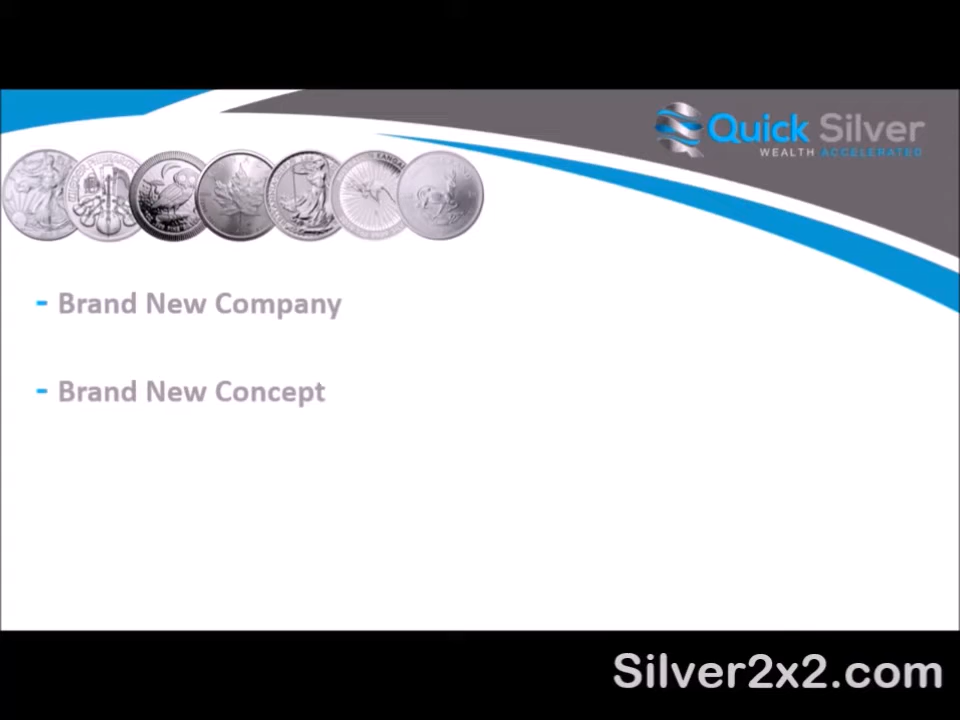 Quick Silver
WEALTH ACCELERATED
- Brand New Company
- Brand New Concept
Silver2x2.com